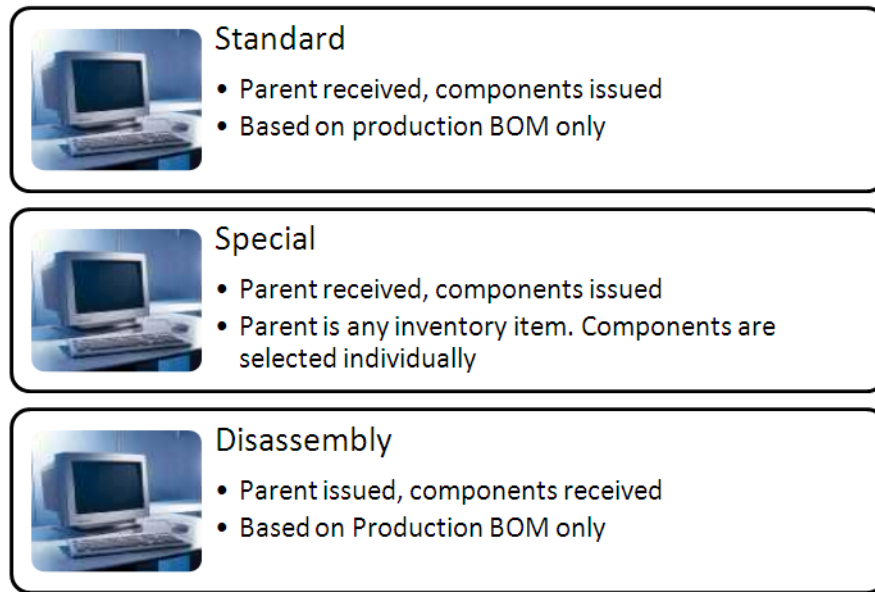 Standard
• Parent received, components issued
• Based on production BOM only
Special
• Parent received, components issued
• Parent is any inventory item. Components are
selected individually
Disassembly
• Parent issued, components received
• Based on Production BOM only